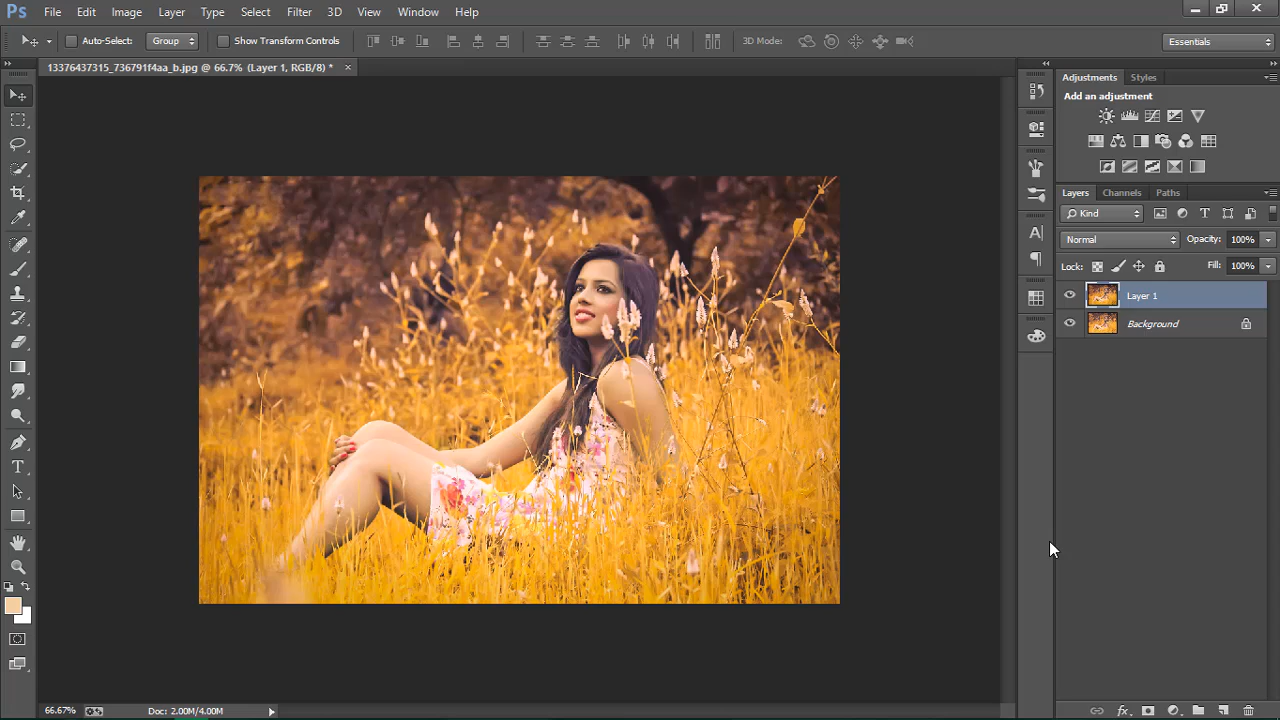 Ps File Edit Image Layer Type Select Filter 3D View Window Help
Auto-Select: Group Show Transform Controls 3D Mode: Essentials
13376437315_736791f4aa_b.jpg @ 66.7% (Layer 1, RGB/8) *
Adjustments Styles
Add an adjustment
Layers Channels Paths
Kind
Normal Opacity: 100%
Lock: Fill: 100%
Layer 1
Background
66.67% Doc: 2.00M/4.00M